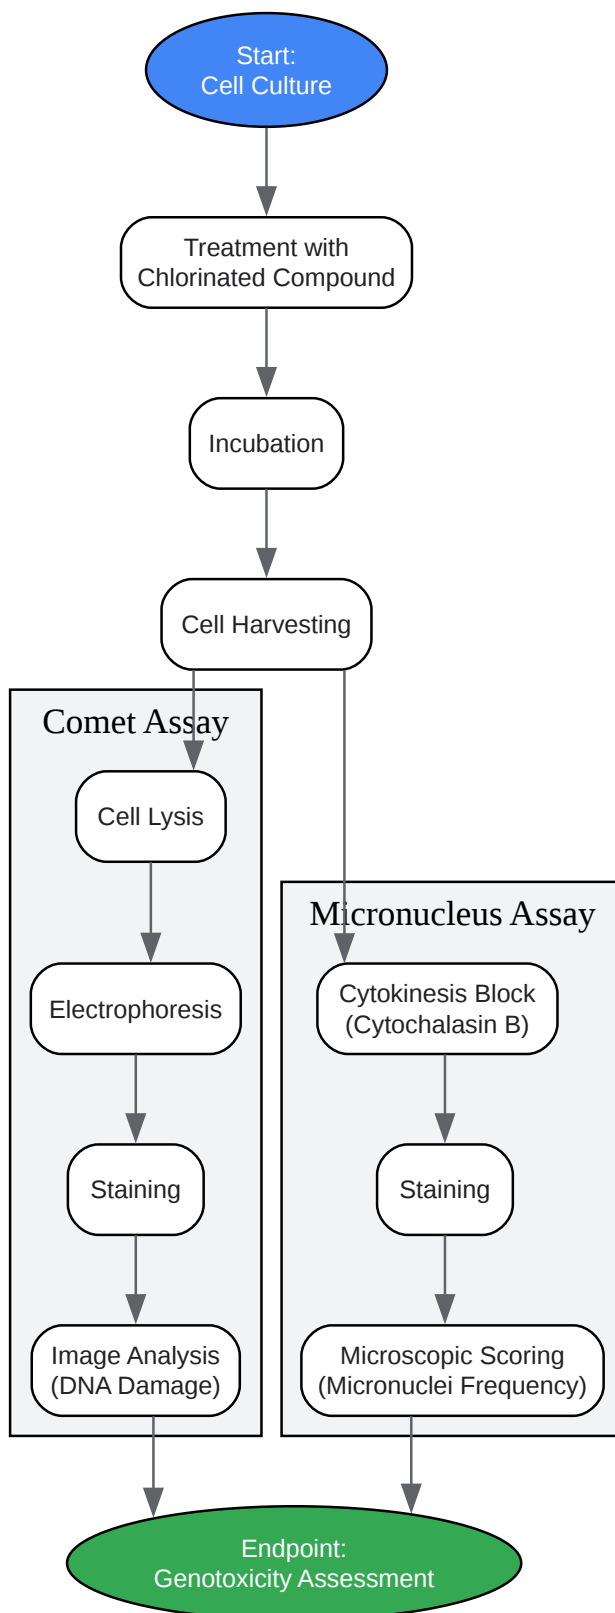 Start:
Cell Culture
Treatment with
Chlorinated Compound
Incubation
Cell Harvesting
Comet Assay
Cell Lysis
Electrophoresis
Staining
Image Analysis
(DNA Damage)
Micronucleus Assay
Cytokinesis Block
(Cytochalasin B)
Staining
Microscopic Scoring
(Micronuclei Frequency)
Endpoint:
Genotoxicity Assessment